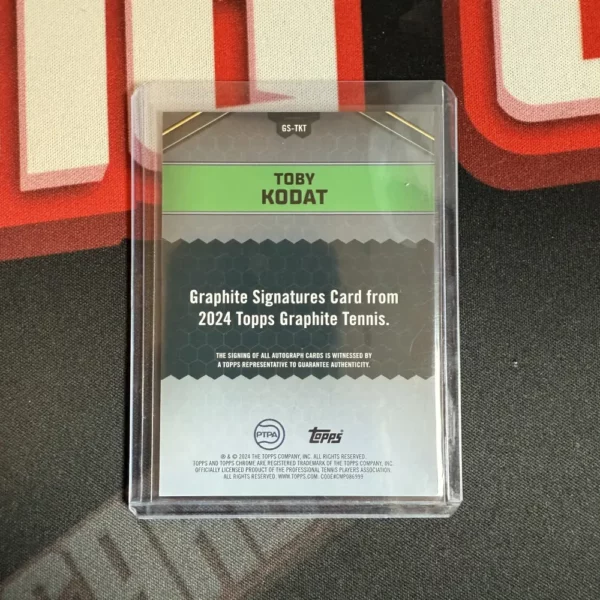 GS-TKT
TOBY
KODAT
Graphite Signatures Card from
2024 Topps Graphite Tennis.
THE SIGNING OF ALL AUTOGRAPH CARDS IS WITNESSED BY
A TOPPS REPRESENTATIVE TO GUARANTEE AUTHENTICITY.
PTPA
topps
® & © 2024 THE TOPPS COMPANY, INC. ALL RIGHTS RESERVED.
TOPPS AND TOPPS CHROME ARE REGISTERED TRADEMARK OF THE TOPPS COMPANY, INC.
OFFICIALLY LICENSED PRODUCT OF THE PROFESSIONAL TENNIS PLAYERS ASSOCIATION.
ALL RIGHTS RESERVED. WWW.TOPPS.COM. CODE#CMP086999